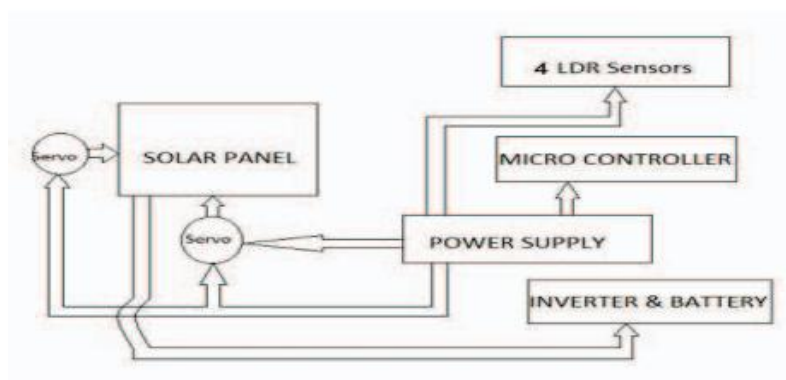 4 LDR Sensors
Servo
SOLAR PANEL
MICRO CONTROLLER
Servo
POWER SUPPLY
INVERTER & BATTERY